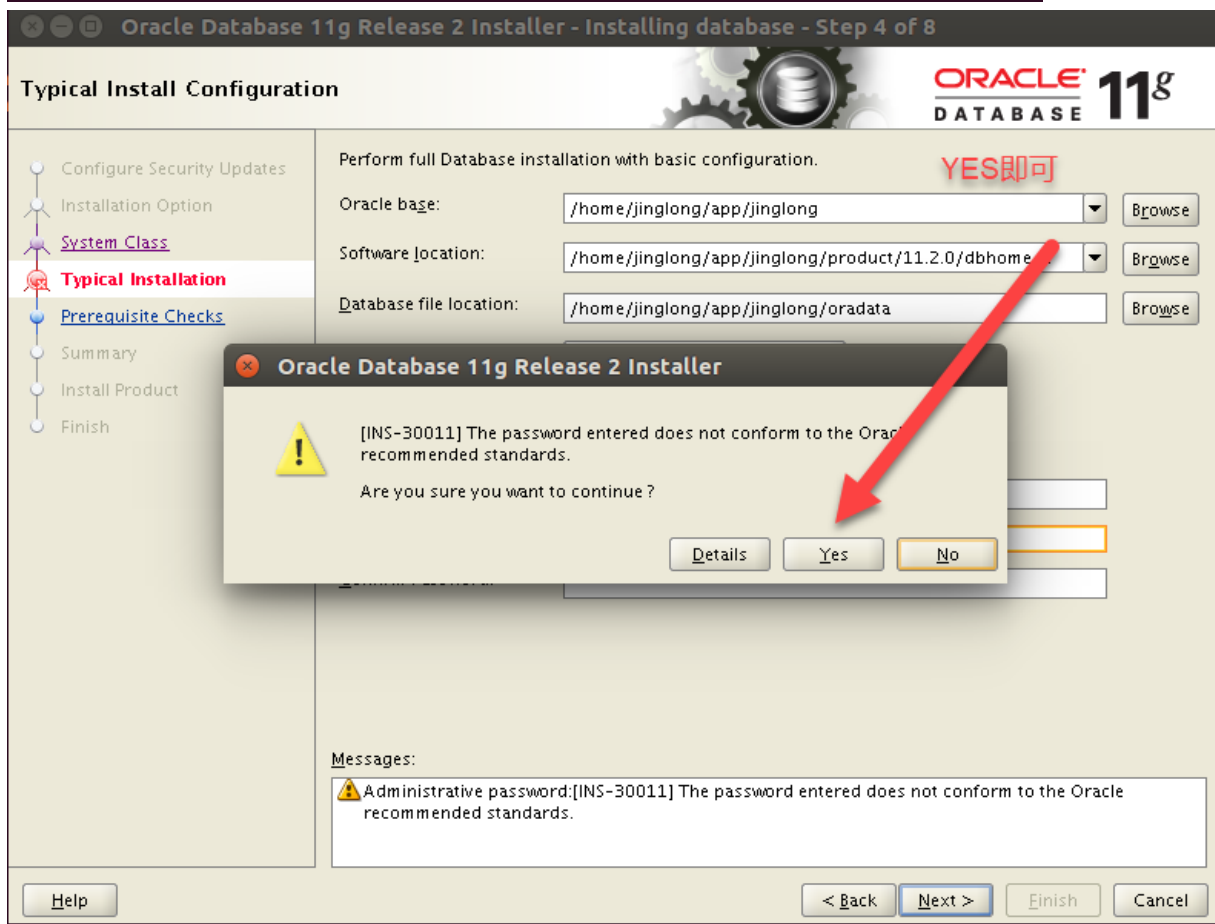 Oracle Database 11g Release 2 Installer - Installing database - Step 4 of 8
Typical Install Configuration
ORACLE
DATABASE
11g
Configure Security Updates
Installation Option
System Class
Typical Installation
Prerequisite Checks
Summary
Install Product
Finish
Perform full Database installation with basic configuration.
YES即可
Oracle base:
/home/jinglong/app/jinglong
Browse
Software location:
/home/jinglong/app/jinglong/product/11.2.0/dbhome
Browse
Database file location:
/home/jinglong/app/jinglong/oradata
Browse
Oracle Database 11g Release 2 Installer
[INS-30011] The password entered does not conform to the
recommended standards.
Are you sure you want to continue?
Details
Yes
No
Messages:
Administrative password:[INS-30011] The password entered does not conform to the Oracle
recommended standards.
Help
< Back
Next >
Finish
Cancel